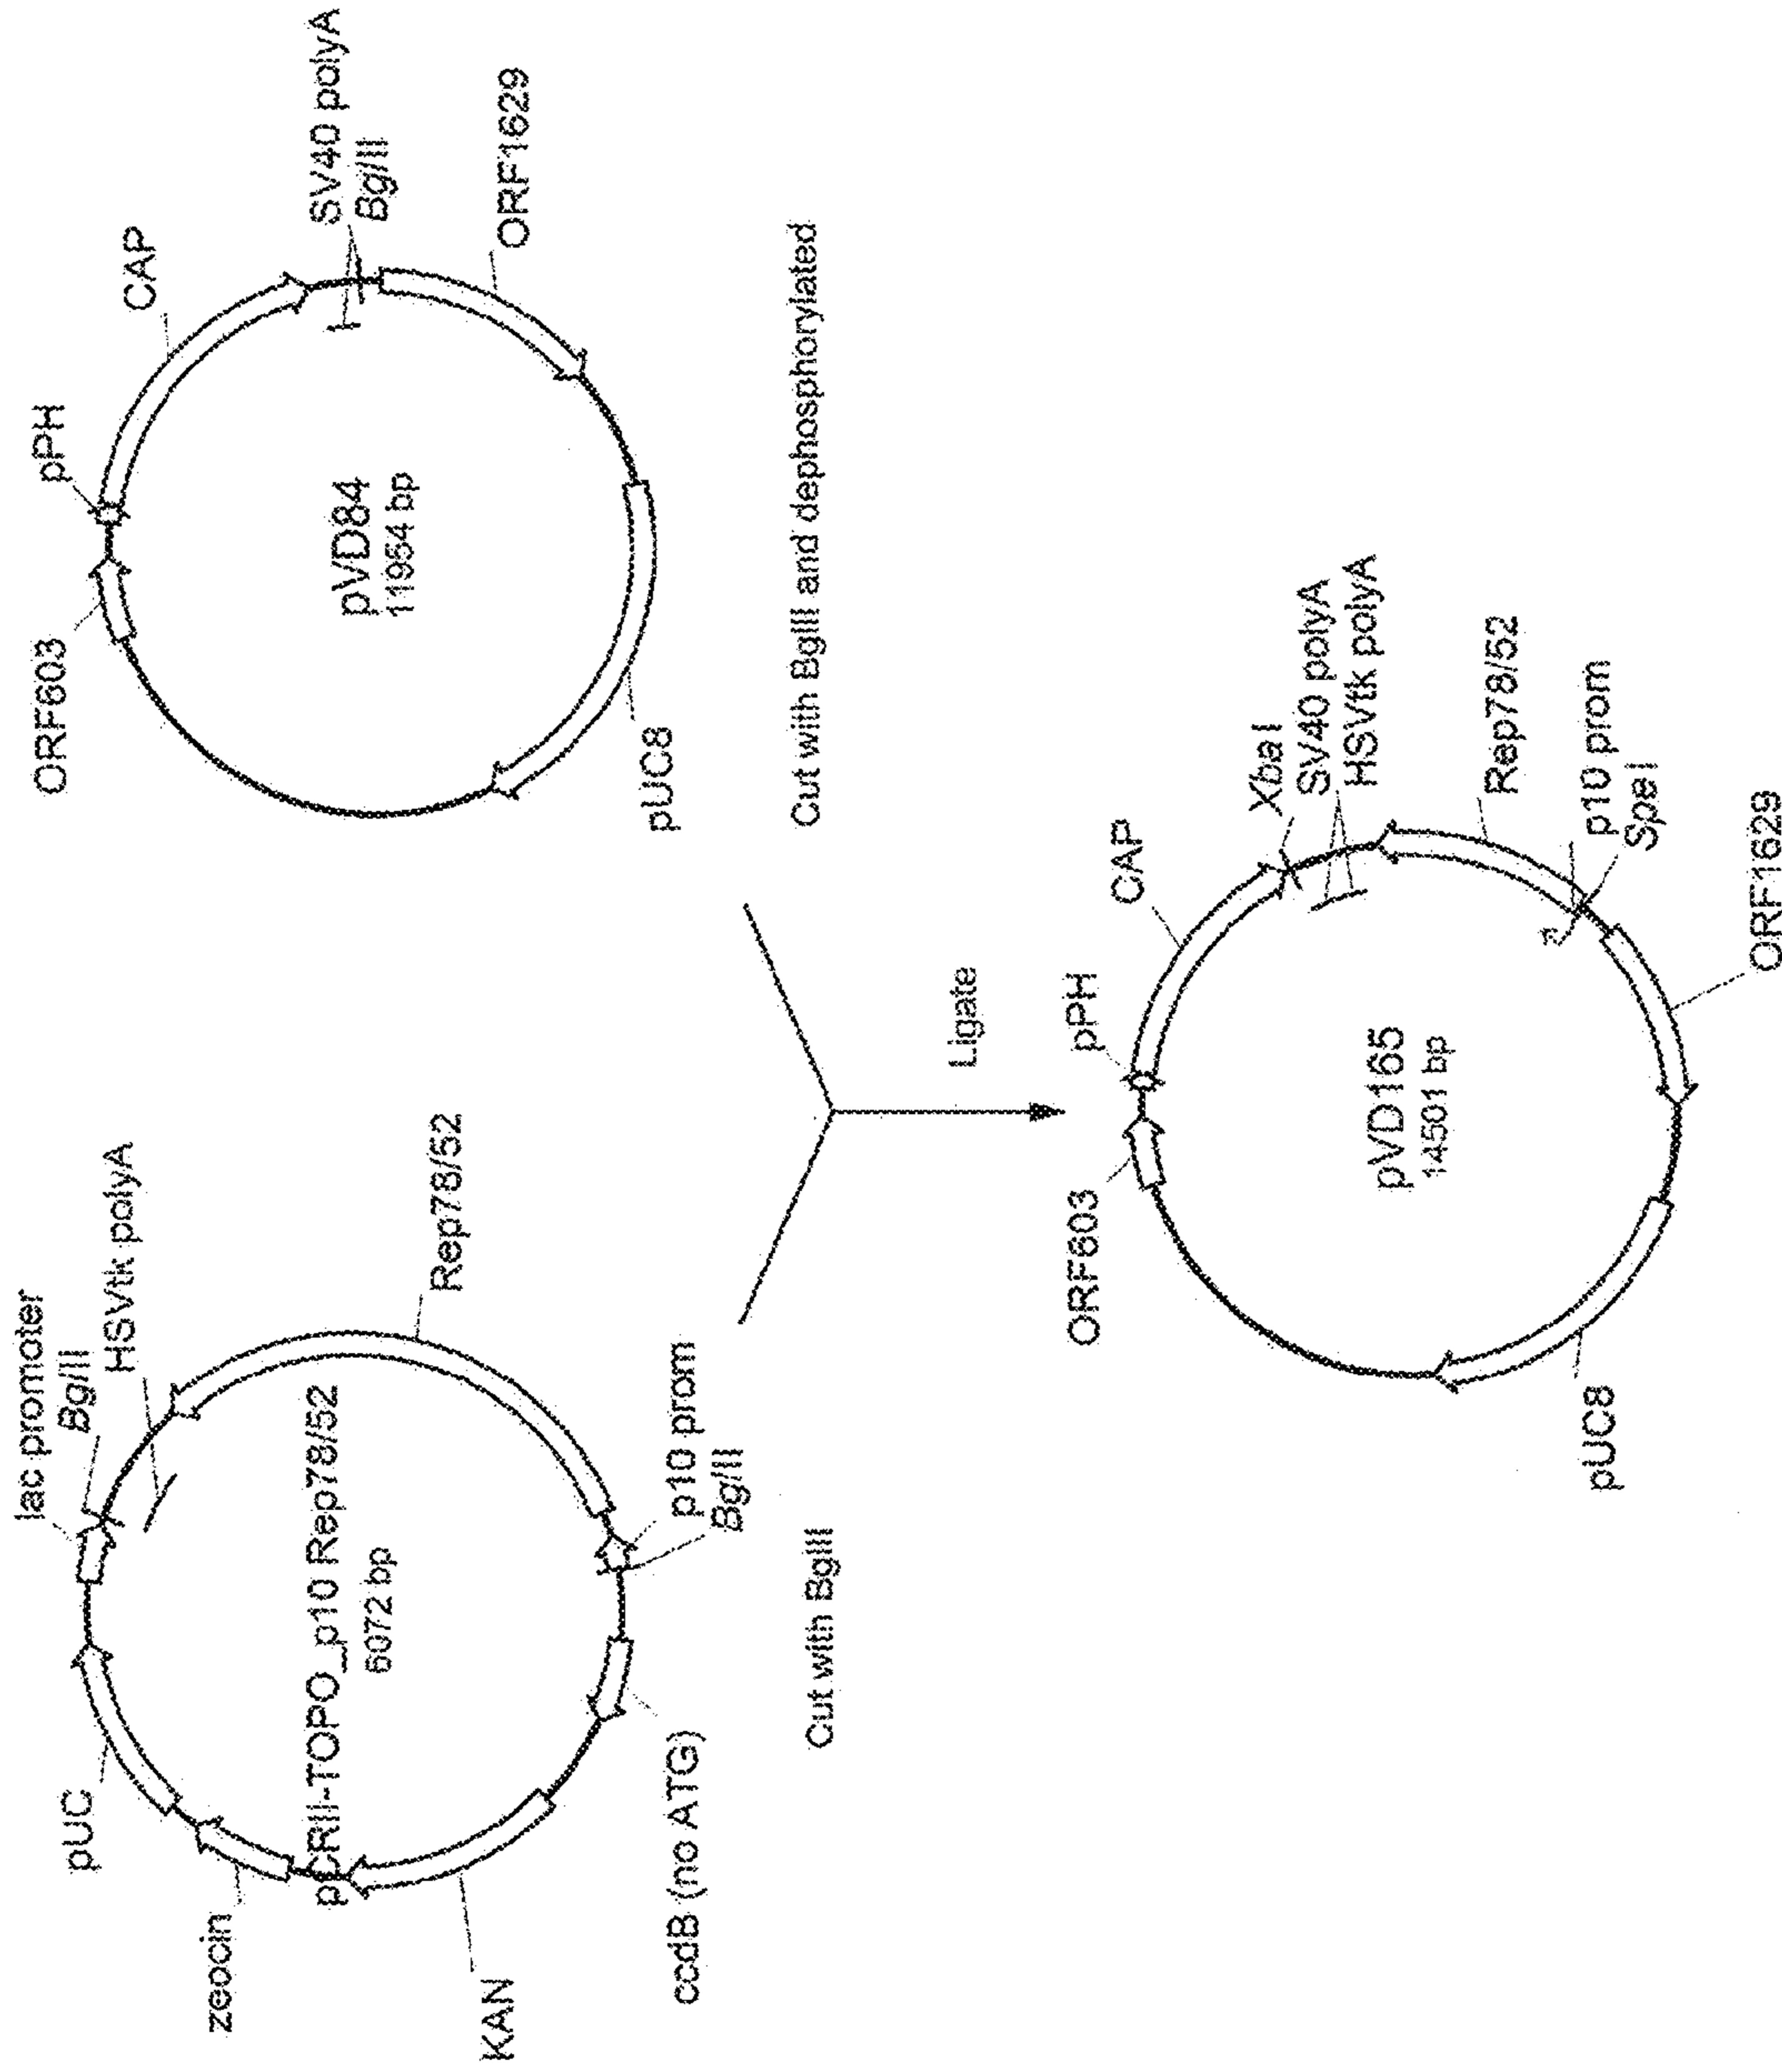 lac promoter
BglII
HSVtk polyA
Rep78/52
p10 prom
BglII
ccdB (no ATG)
KAN
zeocin
pUC
pCRII-TOPO_p10 Rep78/52
6072 bp
Cut with BglII
ORF603
pPH
CAP
SV40 polyA
BglII
ORF1629
pUC8
pVD84
11954 bp
Cut with BglII and dephosphorylated
Ligate
ORF603
pPH
CAP
XbaI
SV40 polyA
HSVtk polyA
Rep78/52
p10 prom
SpeI
ORF1629
pUC8
pVD165
14501 bp